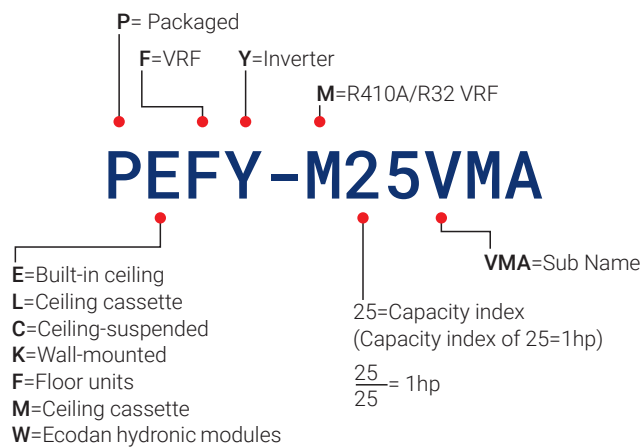 P= Packaged
F=VRF
Y=Inverter
M=R410A/R32 VRF
PEFY-M25VMA
E=Built-in ceiling
L=Ceiling cassette
C=Ceiling-suspended
K=Wall-mounted
F=Floor units
M=Ceiling cassette
W=Ecodan hydronic modules
VMA=Sub Name
25=Capacity index
(Capacity index of 25=1hp)
25
25
= 1hp